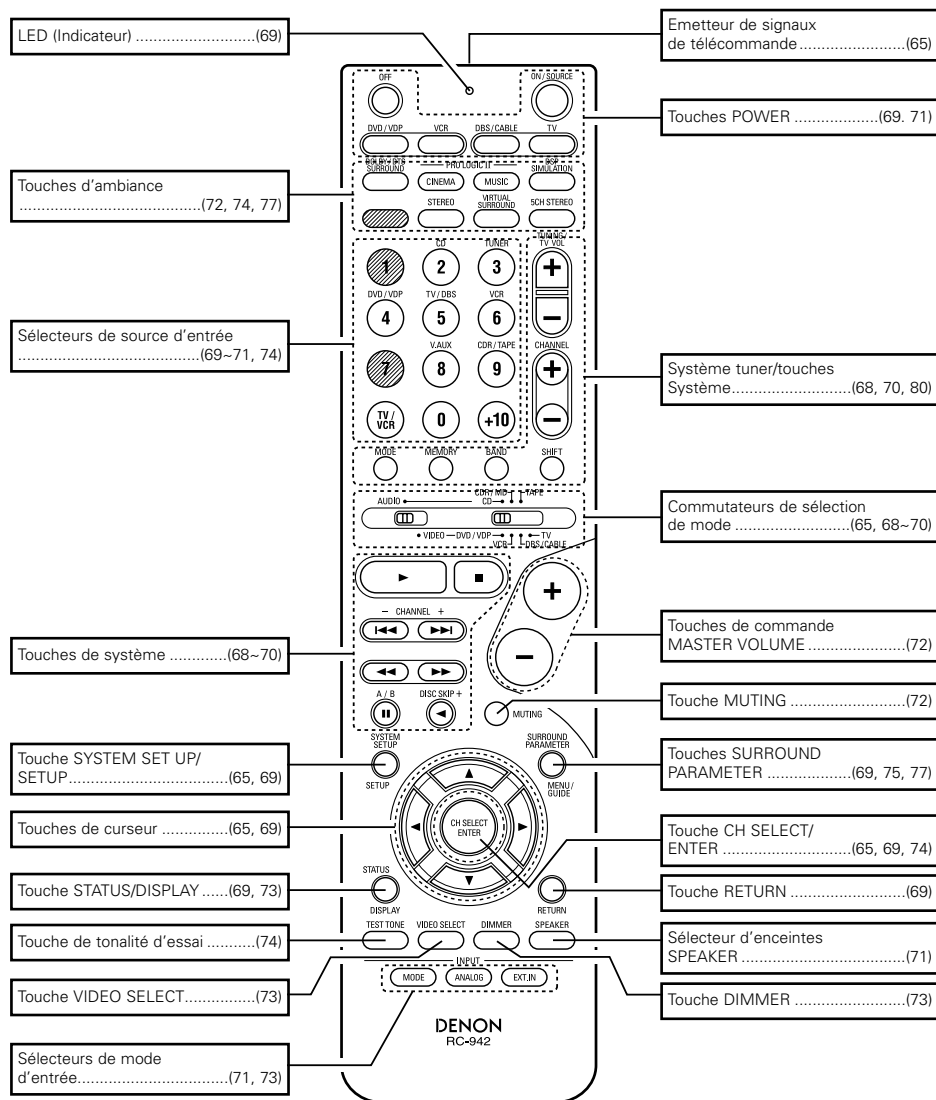 LED (Indicateur) ...........................(69)
Emetteur de signaux
de télécommande........................(65)
Touches POWER ...................(69. 71)
Touches d'ambiance
.........................................(72, 74, 77)
Sélecteurs de source d'entrée
.........................................(69~71, 74)
Système tuner/touches
Système...........................(68, 70, 80)
Commutateurs de sélection
de mode ..........................(65, 68~70)
Touches de système .............(68~70)
Touches de commande
MASTER VOLUME ......................(72)
Touche MUTING ..........................(72)
Touche SYSTEM SET UP/
SETUP..................................(65, 69)
Touches SURROUND
PARAMETER ....................(69, 75, 77)
Touches de curseur ...............(65, 69)
Touche CH SELECT/
ENTER .............................(65, 69, 74)
Touche STATUS/DISPLAY ......(69, 73)
Touche RETURN ..........................(69)
Touche de tonalité d'essai ...........(74)
Sélecteur d'enceintes
SPEAKER .....................................(71)
Touche VIDEO SELECT................(73)
Touche DIMMER ..........................(73)
Sélecteurs de mode
d'entrée..................................(71, 73)
OFF
ON / SOURCE
DVD / VDP VCR DBS / CABLE TV
DOLBY / DTS SURROUND PRO LOGIC II DSP SIMULATION
CINEMA MUSIC
STEREO VIRTUAL SURROUND 5CH STEREO
CD TUNER TUNING / TV VOL
1 2 3 +
DVD / VDP TV / DBS VCR −
4 5 6
V.AUX CDR / TAPE CHANNEL
7 8 9 +
TV / VCR 0 +10 −
MODE MEMORY BAND SHIFT
AUDIO CD CDR / MD TAPE
VIDEO DVD / VDP VCR DBS / CABLE TV
+
− CHANNEL +
−
A / B DISC SKIP +
MUTING
SYSTEM SETUP SURROUND PARAMETER
SETUP MENU / GUIDE
CH SELECT
ENTER
STATUS
DISPLAY RETURN
TEST TONE VIDEO SELECT DIMMER SPEAKER
INPUT
MODE ANALOG EXT.IN
DENON
RC-942